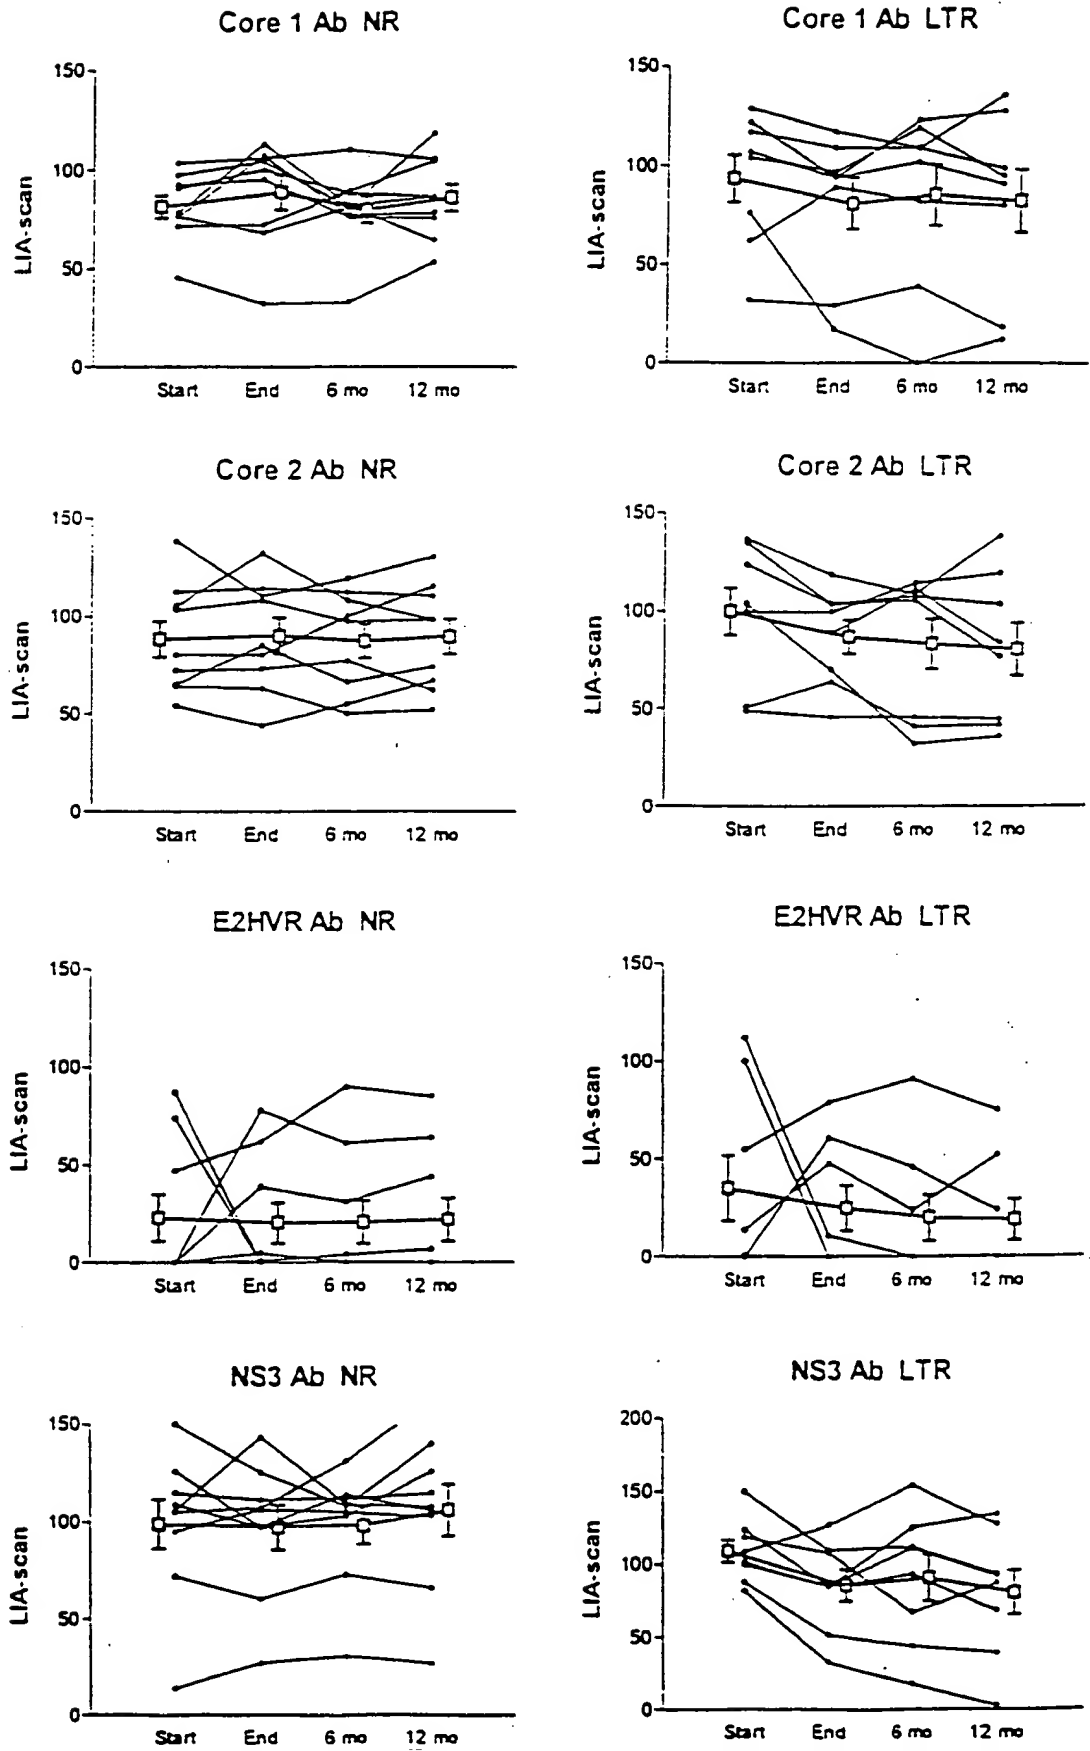 Core 1 Ab NR
Core 1 Ab LTR
150
100
50
0
LIA-scan
Start End 6 mo 12 mo
150
100
50
0
LIA-scan
Start End 6 mo 12 mo
Core 2 Ab NR
Core 2 Ab LTR
150
100
50
0
LIA-scan
Start End 6 mo 12 mo
150
100
50
0
LIA-scan
Start End 6 mo 12 mo
E2HVR Ab NR
E2HVR Ab LTR
150
100
50
0
LIA-scan
Start End 6 mo 12 mo
150
100
50
0
LIA-scan
Start End 6 mo 12 mo
NS3 Ab NR
NS3 Ab LTR
150
100
50
0
LIA-scan
Start End 6 mo 12 mo
200
150
100
50
0
LIA-scan
Start End 6 mo 12 mo